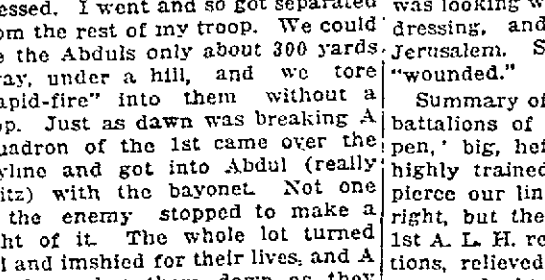 essed. I went and so got separated
om the rest of my troop. We could
e the Abduls only about 300 yards
ay, under a hill, and we tore
apid-fire" into them without a
op. Just as dawn was breaking A
uadron of the 1st came over the
yline and got into Abdul (really
itz) with the bayonet. Not one
the enemy stopped to make a
ht of it. The whole lot turned
l and imshied for their lives, and A
them down as they
was looking w
dressing, and
Jerusalem. S
"wounded."
Summary of
battalions of
pen,' big, hef
highly trained
pierce our lin
right, but the
1st A. L. H. re
tions, relieved